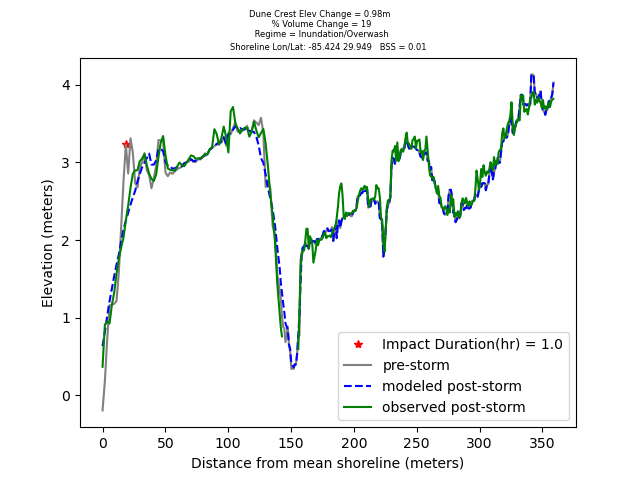 Dune Crest Elev Change = 0.98m
% Volume Change = 19
Regime = Inundation/Overwash
Shoreline Lon/Lat: -85.424 29.949 BSS = 0.01
4
3
2
1
0
Elevation (meters)
Impact Duration(hr) = 1.0
pre-storm
modeled post-storm
observed post-storm
0 50 100 150 200 250 300 350
Distance from mean shoreline (meters)